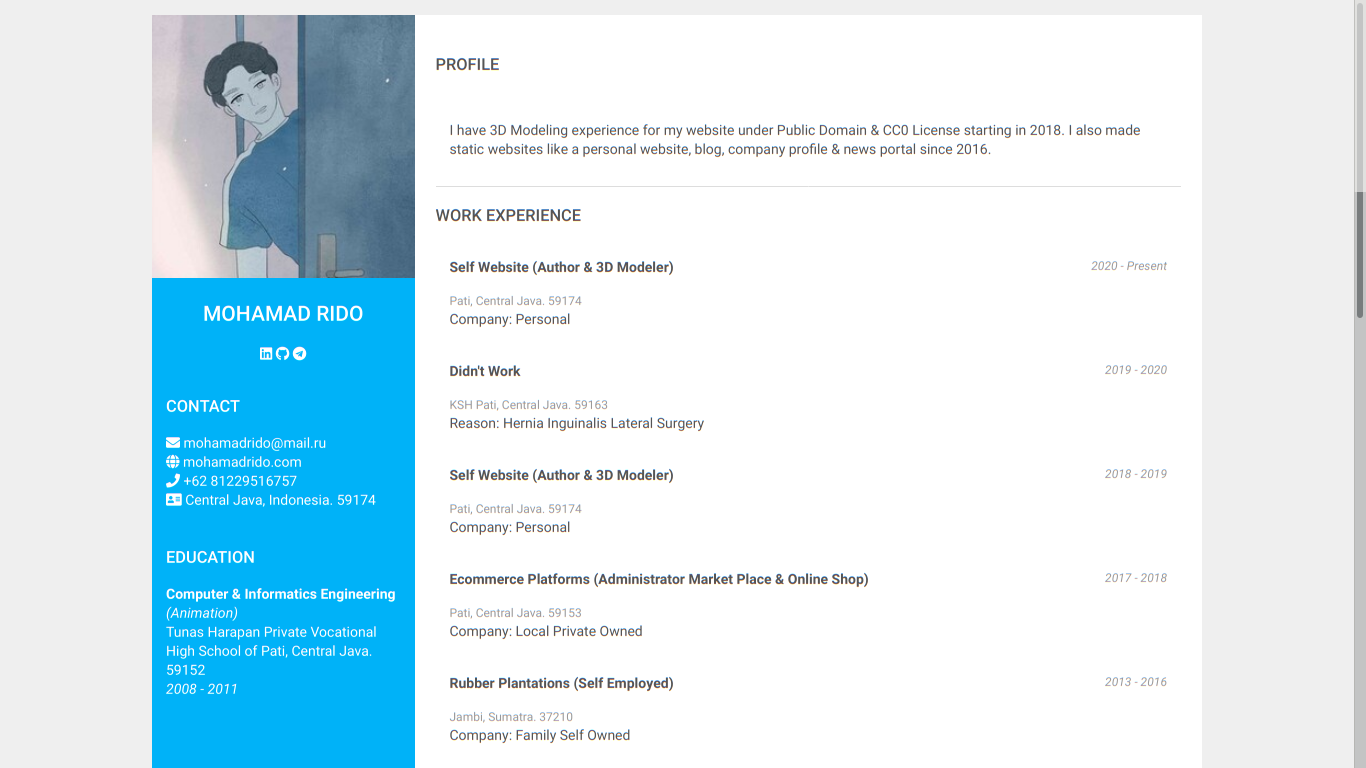 MOHAMAD RIDO
CONTACT
mohamadrido@mail.ru
mohamadrido.com
+62 81229516757
Central Java, Indonesia. 59174
EDUCATION
Computer & Informatics Engineering
(Animation)
Tunas Harapan Private Vocational
High School of Pati, Central Java.
59152
2008 - 2011
PROFILE
I have 3D Modeling experience for my website under Public Domain & CC0 License starting in 2018. I also made
static websites like a personal website, blog, company profile & news portal since 2016.
WORK EXPERIENCE
Self Website (Author & 3D Modeler)
2020 - Present
Pati, Central Java. 59174
Company: Personal
Didn't Work
2019 - 2020
KSH Pati, Central Java. 59163
Reason: Hernia Inguinalis Lateral Surgery
Self Website (Author & 3D Modeler)
2018 - 2019
Pati, Central Java. 59174
Company: Personal
Ecommerce Platforms (Administrator Market Place & Online Shop)
2017 - 2018
Pati, Central Java. 59153
Company: Local Private Owned
Rubber Plantations (Self Employed)
2013 - 2016
Jambi, Sumatra. 37210
Company: Family Self Owned